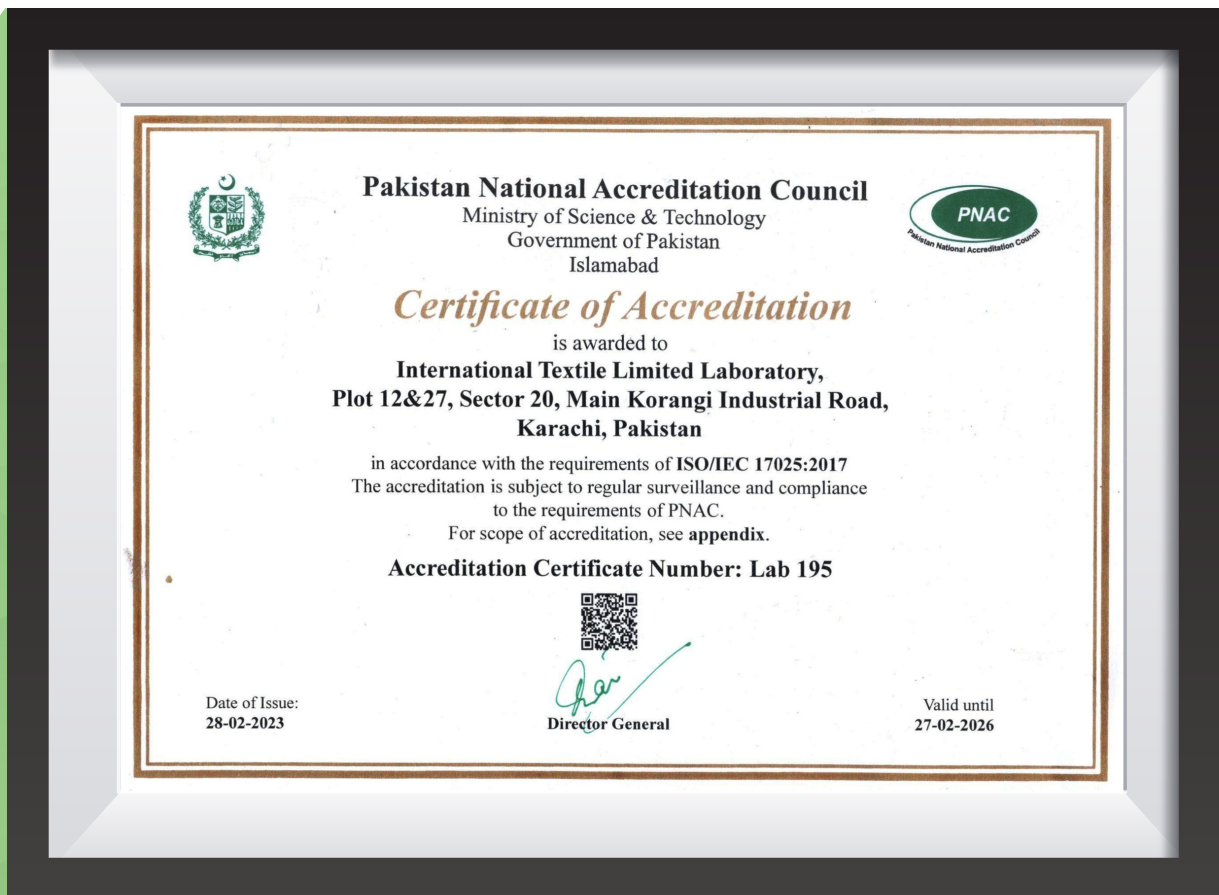 Pakistan National Accreditation Council
Ministry of Science & Technology
Government of Pakistan
Islamabad
PNAC
Pakistan National Accreditation Council
Certificate of Accreditation
is awarded to
International Textile Limited Laboratory,
Plot 12&27, Sector 20, Main Korangi Industrial Road,
Karachi, Pakistan
in accordance with the requirements of ISO/IEC 17025:2017
The accreditation is subject to regular surveillance and compliance
to the requirements of PNAC.
For scope of accreditation, see appendix.
Accreditation Certificate Number: Lab 195
Date of Issue:
28-02-2023
Director General
Valid until
27-02-2026